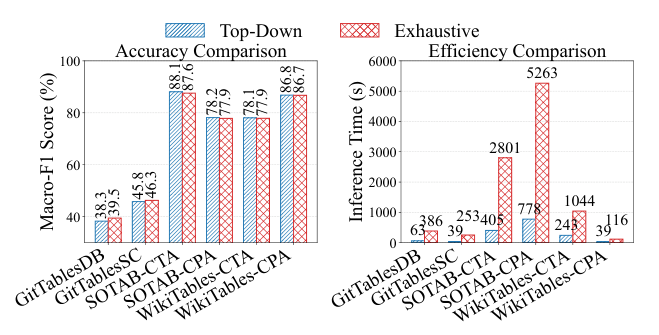 Top-Down Exhaustive
Accuracy Comparison
Macro-F1 Score (%)
100
80
60
40
38.3
39.5
45.8
46.3
88.1
87.6
78.2
77.9
78.1
77.9
86.8
86.7
GitTablesDB
GitTablesSC
SOTAB-CTA
SOTAB-CPA
WikiTables-CTA
WikiTables-CPA
Efficiency Comparison
Inference Time (s)
6000
5000
4000
3000
2000
1000
0
63
386
39
253
405
2801
778
5263
243
1044
39
116
GitTablesDB
GitTablesSC
SOTAB-CTA
SOTAB-CPA
WikiTables-CTA
WikiTables-CPA